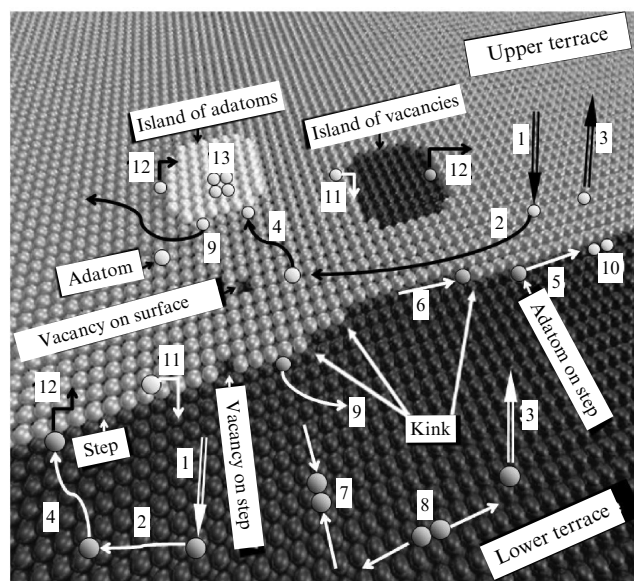 Upper terrace
Island of adatoms
Island of vacancies
1
3
12
13
12
11
2
4
9
Adatom
10
5
6
Vacancy on surface
Adatom on step
11
12
9
Kink
3
Step
Vacancy on step
1
7
8
4
2
Lower terrace